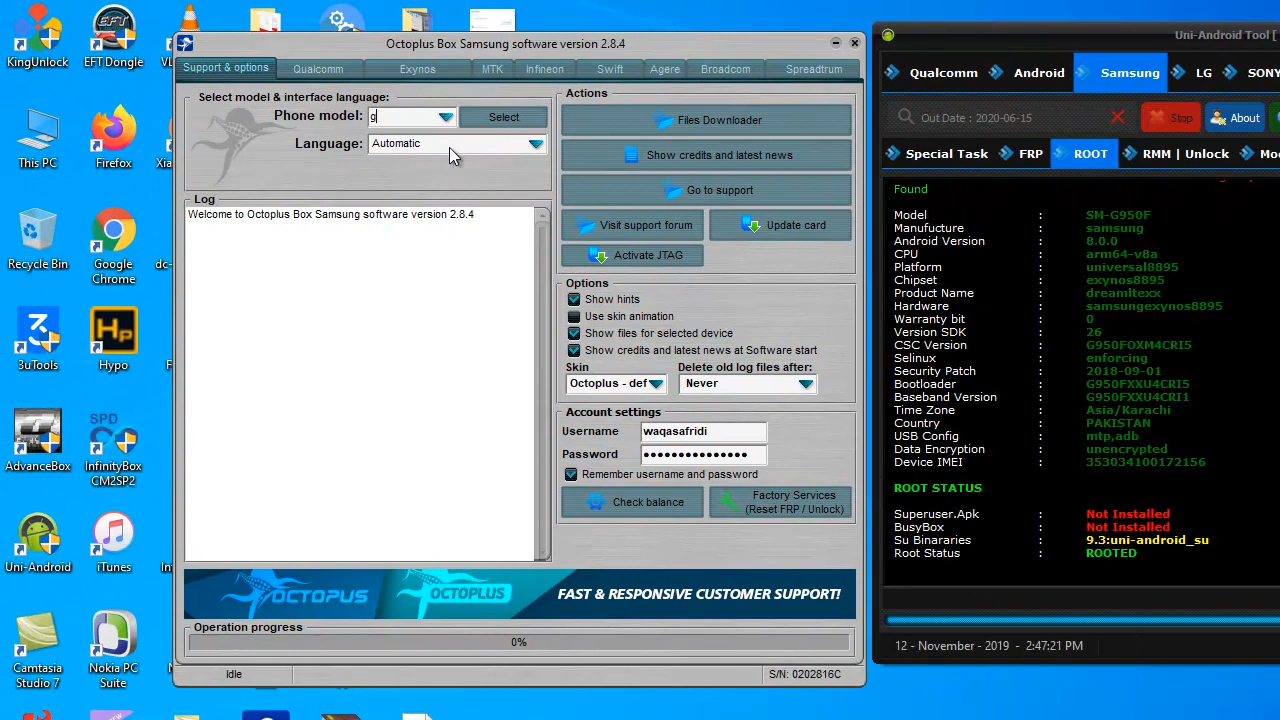 KingUnlock
EFT Dongle
This PC
Firefox
Recycle Bin
Google
Chrome
3uTools
Hypo
AdvanceBox
SPD
InfinityBox
CM2SP2
Uni-Android
iTunes
Camtasia
Studio 7
Nokia PC
Suite
Octoplus Box Samsung software version 2.8.4
Support & options
Qualcomm
Exynos
MTK
Infineon
Swift
Agere
Broadcom
Spreadtrum
Select model & interface language:
Phone model:
g
Select
Language:
Automatic
Log
Welcome to Octoplus Box Samsung software version 2.8.4
Actions
Files Downloader
Show credits and latest news
Go to support
Visit support forum
Update card
Activate JTAG
Options
Show hints
Use skin animation
Show files for selected device
Show credits and latest news at Software start
Skin
Delete old log files after:
Octoplus - def
Never
Account settings
Username
waqasafridi
Password
Remember username and password
Check balance
Factory Services
(Reset FRP / Unlock)
OCTOPUS
OCTOPLUS
FAST & RESPONSIVE CUSTOMER SUPPORT!
Operation progress
0%
Idle
S/N: 0202816C
Uni-Android Tool [
Qualcomm
Android
Samsung
LG
SONY
Out Date : 2020-06-15
Stop
About
Special Task
FRP
ROOT
RMM | Unlock
Found
Model : SM-G950F
Manufucture : samsung
Android Version : 8.0.0
CPU : arm64-v8a
Platform : universal8895
Chipset : exynos8895
Product Name : dreamltexx
Hardware : samsungexynos8895
Warranty bit : 0
Version SDK : 26
CSC Version : G950FOXM4CRI5
Selinux : enforcing
Security Patch : 2018-09-01
Bootloader : G950FXXU4CRI5
Baseband Version : G950FXXU4CRI1
Time Zone : Asia/Karachi
Country : PAKISTAN
USB Config : mtp,adb
Data Enncryption : unencrypted
Device IMEI : 353034100172156
ROOT STATUS
Superuser.Apk : Not Installed
BusyBox : Not Installed
Su Binararies : 9.3:uni-android_su
Root Status : ROOTED
12 - November - 2019 - 2:47:21 PM